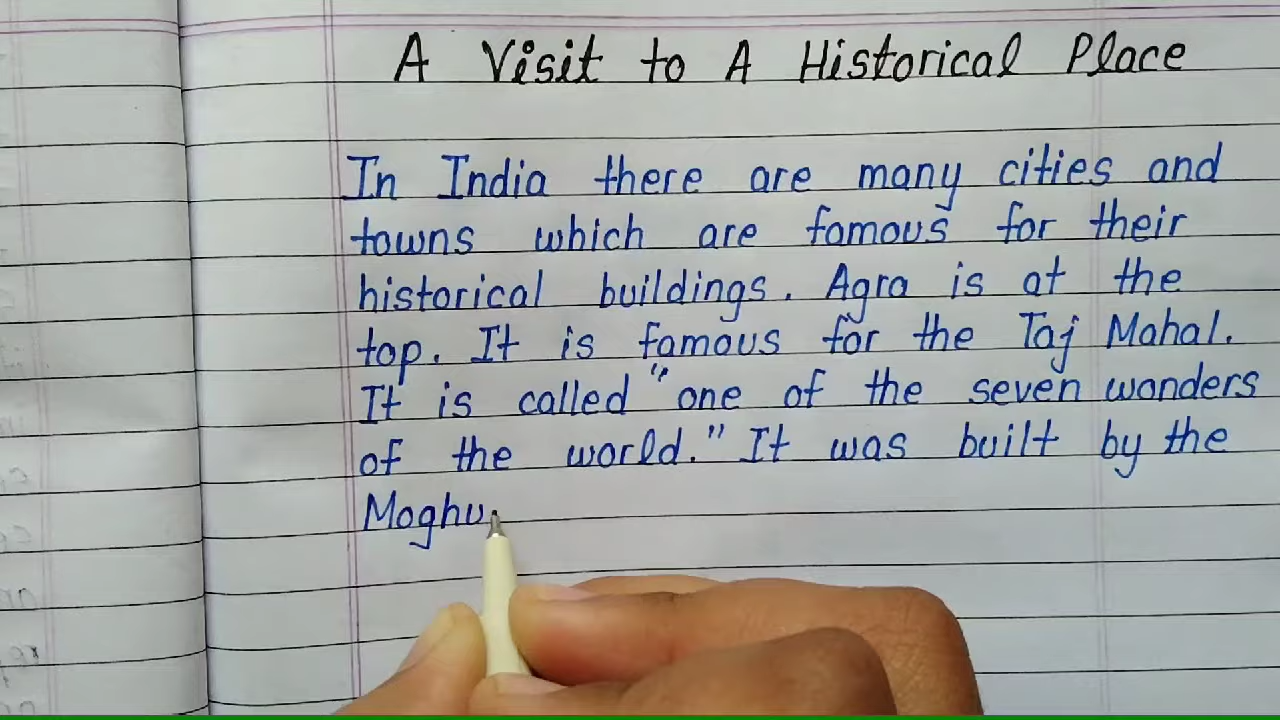 A Visit to A Historical Place
In India there are many cities and
towns which are famous for their
historical buildings. Agra is at the
top. It is famous for the Taj Mahal.
It is called "one of the seven wonders
of the world." It was built by the
Moghu